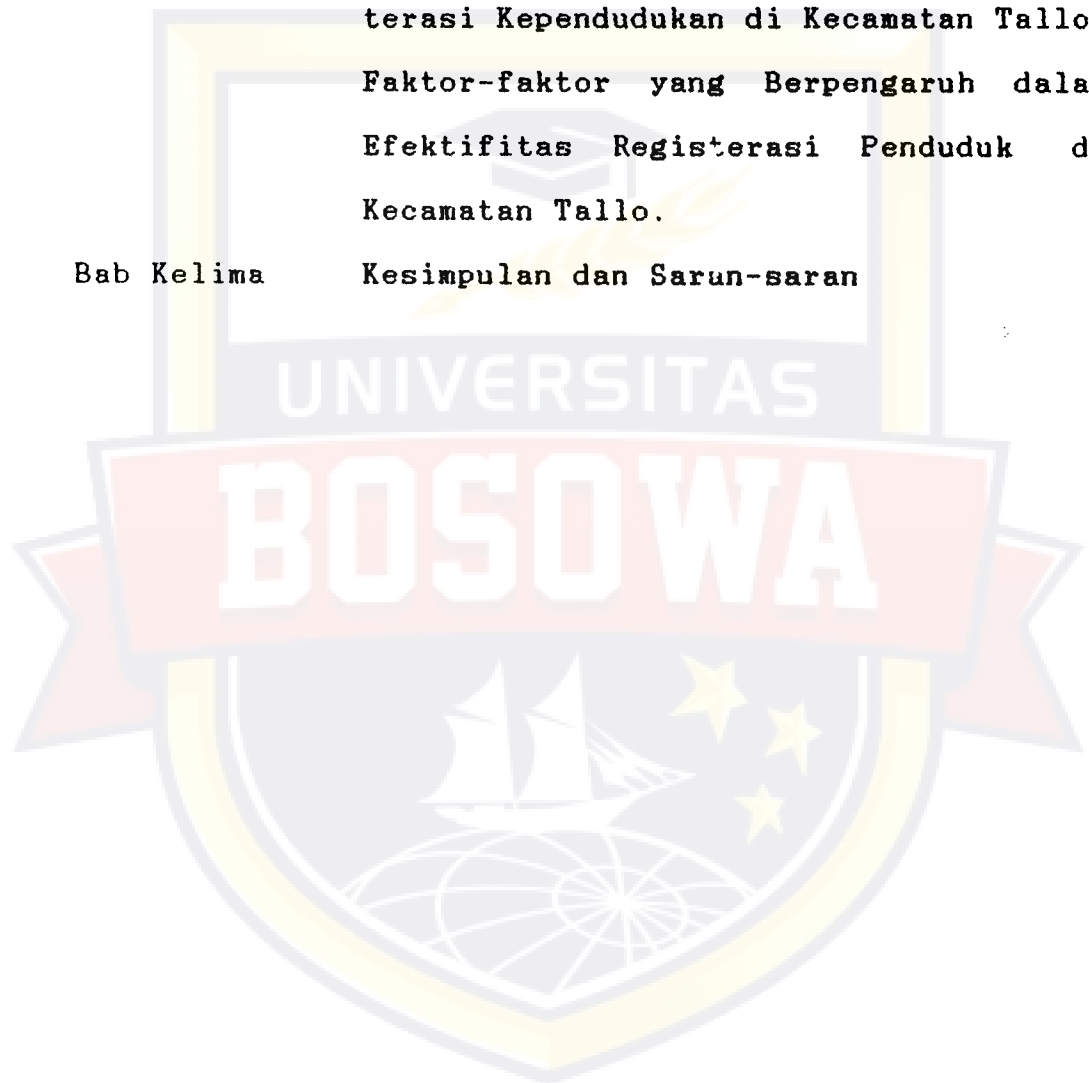 terasi Kependudukan di Kecamatan Tallo
Faktor-faktor yang Berpengaruh dala
Efektifitas Registerasi Penduduk d
Kecamatan Tallo.
Bab Kelima Kesimpulan dan Sarun-saran
UNIVERSITAS
BOSOWA